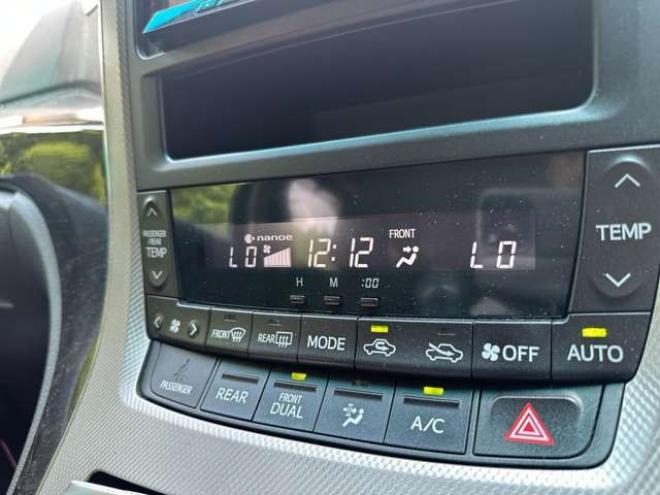 nanoe
LO 12:12 FRONT LO
H M :00
PASSENGER
/REAR
TEMP
TEMP
FRONT REAR MODE OFF AUTO
PASSENGER REAR FRONT
DUAL A/C